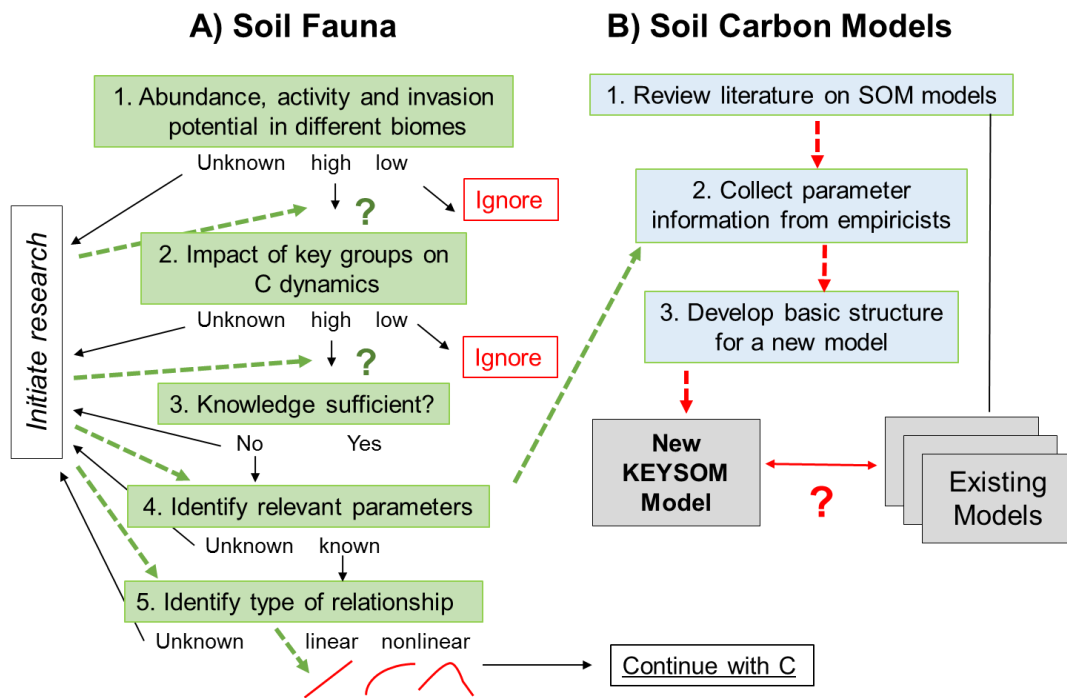 A) Soil Fauna
1. Abundance, activity and invasion
potential in different biomes
Unknown high low
Ignore
?
2. Impact of key groups on
C dynamics
Unknown high low
Ignore
?
3. Knowledge sufficient?
No Yes
4. Identify relevant parameters
Unknown known
5. Identify type of relationship
Unknown linear nonlinear
Continue with C
Initiate research
B) Soil Carbon Models
1. Review literature on SOM models
2. Collect parameter
information from empiricists
3. Develop basic structure
for a new model
New
KEYSOM
Model
?
Existing
Models